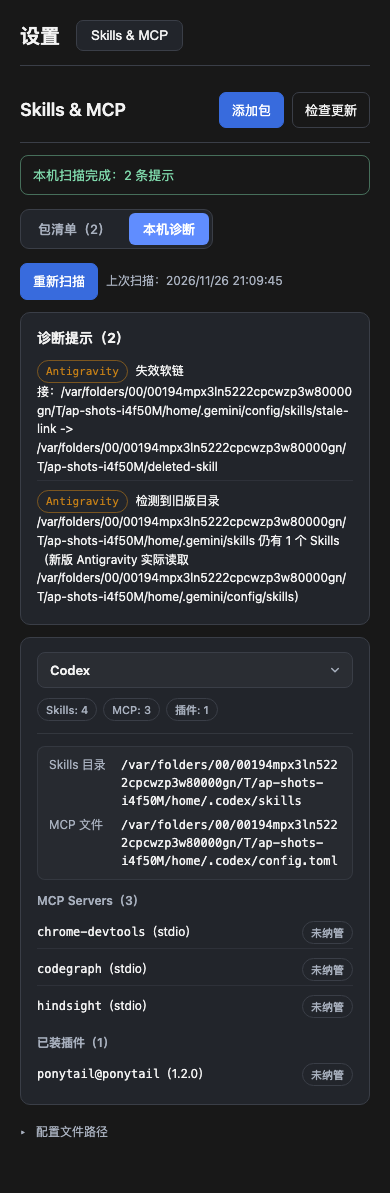 设置 Skills & MCP
Skills & MCP 添加包 检查更新
本机扫描完成：2 条提示
包清单（2） 本机诊断
重新扫描 上次扫描：2026/11/26 21:09:45
诊断提示（2）
Antigravity 失效软链
接：/var/folders/00/00194mpx3ln5222cpcwzp3w80000
gn/T/ap-shots-i4f50M/home/.gemini/config/skills/stale-
link ->
/var/folders/00/00194mpx3ln5222cpcwzp3w80000gn/
T/ap-shots-i4f50M/deleted-skill
Antigravity 检测到旧版目录
/var/folders/00/00194mpx3ln5222cpcwzp3w80000gn/
T/ap-shots-i4f50M/home/.gemini/skills 仍有 1 个 Skills
（新版 Antigravity 实际读取
/var/folders/00/00194mpx3ln5222cpcwzp3w80000gn/
T/ap-shots-i4f50M/home/.gemini/config/skills）
Codex
Skills: 4 MCP: 3 插件: 1
Skills 目录 /var/folders/00/00194mpx3ln522
2cpcwzp3w80000gn/T/ap-shots-
i4f50M/home/.codex/skills
MCP 文件 /var/folders/00/00194mpx3ln522
2cpcwzp3w80000gn/T/ap-shots-
i4f50M/home/.codex/config.toml
MCP Servers（3）
chrome-devtools（stdio） 未纳管
codegraph（stdio） 未纳管
hindsight（stdio） 未纳管
已装插件（1）
ponytail@ponytail（1.2.0） 未纳管
▸ 配置文件路径